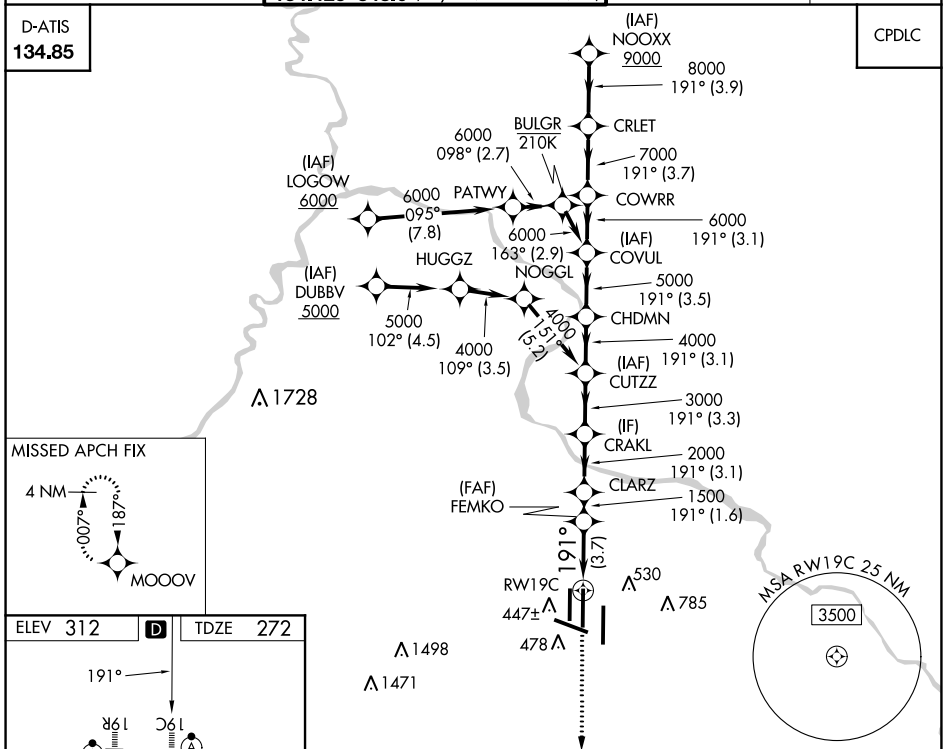 D-ATIS
134.85
CPDLC
(IAF)
NOOXX
9000
8000
191° (3.9)
CRLET
BULGR
210K
6000
098° (2.7)
7000
191° (3.7)
(IAF)
LOGOW
6000
6000
095°
(7.8)
PATWY
COWRR
6000
191° (3.1)
6000
163° (2.9)
(IAF)
COVUL
HUGGZ
NOGGL
(IAF)
DUBBV
5000
5000
191° (3.5)
CHDMN
5000
102° (4.5)
4000
151°
(5.2)
4000
109° (3.5)
4000
191° (3.1)
(IAF)
CUTZZ
1728
3000
191° (3.3)
(IF)
CRAKL
2000
191° (3.1)
MISSED APCH FIX
4 NM
007°
187°
MOOOV
(FAF)
FEMKO
CLARZ
1500
191° (1.6)
191°
(3.7)
RW19C
530
785
447±
478
MSA RW19C 25 NM
3500
ELEV 312
D
TDZE 272
1498
1471
191°
19R
19C
A